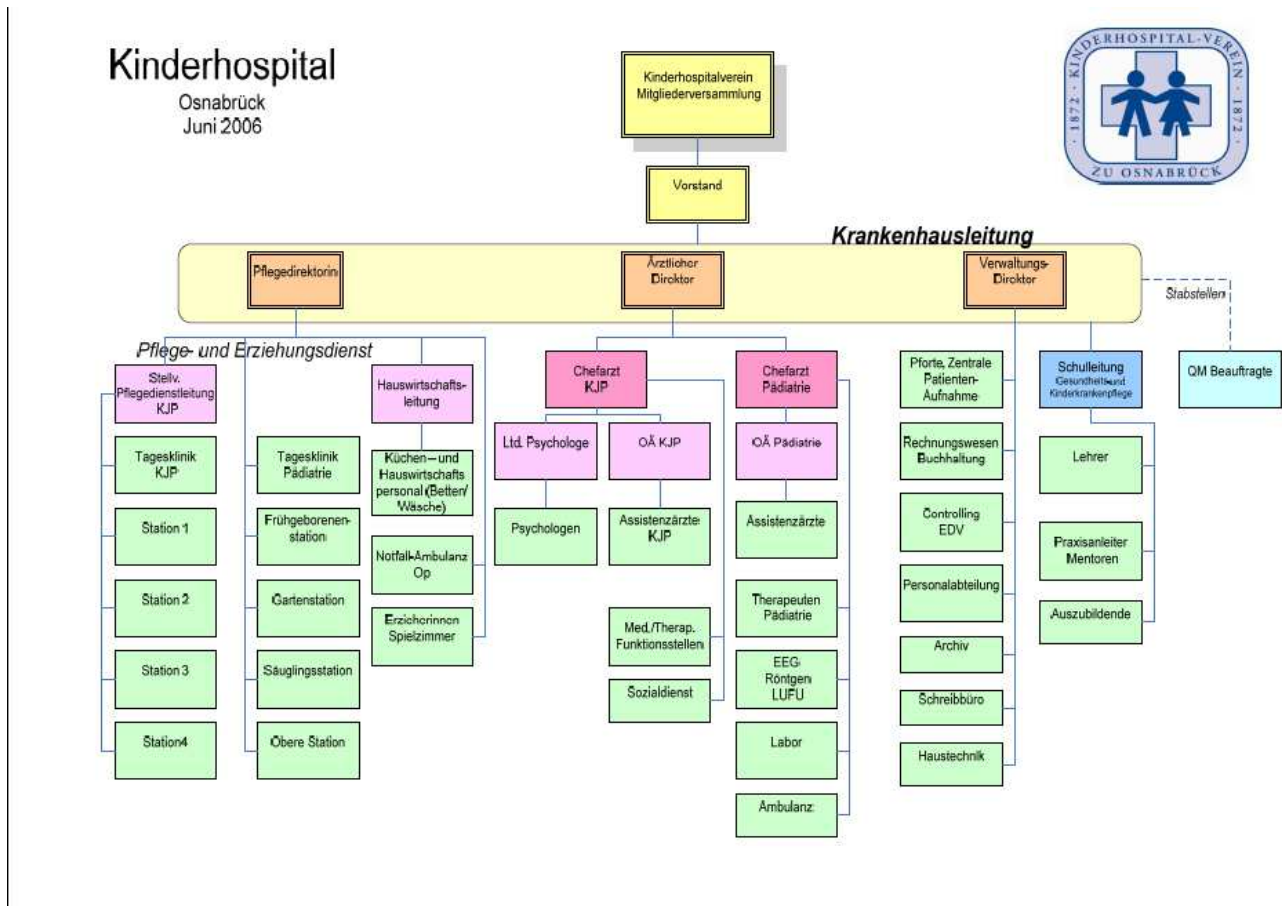 Kinderhospital
Osnabrück
Juni 2006
Kinderhospitalverein
Mitgliederversammlung
· 1872 · KINDERHOSPITAL-VEREIN · 1872 ·
ZU OSNABRÜCK
Vorstand
Krankenhausleitung
Pflegedirektorin
Ärztlicher
Direktor
Verwaltungs-
Direktor
Stabstellen
Pflege- und Erziehungsdienst
Stellv.
Pflegedienstleitung
KJP
Hauswirtschafts-
leitung
Chefarzt
KJP
Chefarzt
Pädiatrie
Pforte, Zentrale
Patienten-
Aufnahme
Schulleitung
Gesundheits-und
Kinderkrankenpflege
QM Beauftragte
Tagesklinik
KJP
Tagesklinik
Pädiatrie
Küchen – und
Hauswirtschafts
personal (Betten/
Wäsche)
Ltd. Psychologe
OÄ KJP
OÄ Pädiatrie
Rechnungswesen
Buchhaltung
Lehrer
Station 1
Frühgeborenen-
station
Notfall-Ambulanz
Op
Psychologen
Assistenzärzte
KJP
Assistenzärzte
Controlling
EDV
Praxisanleiter
Mentoren
Station 2
Gartenstation
Erzieherinnen
Spielzimmer
Med./Therap.
Funktionsstellen
Therapeuten
Pädiatrie
Personalabteilung
Auszubildende
Station 3
Säuglingsstation
Sozialdienst
EEG
Röntgen
LUFU
Archiv
Schreibbüro
Station4
Obere Station
Labor
Haustechnik
Ambulanz